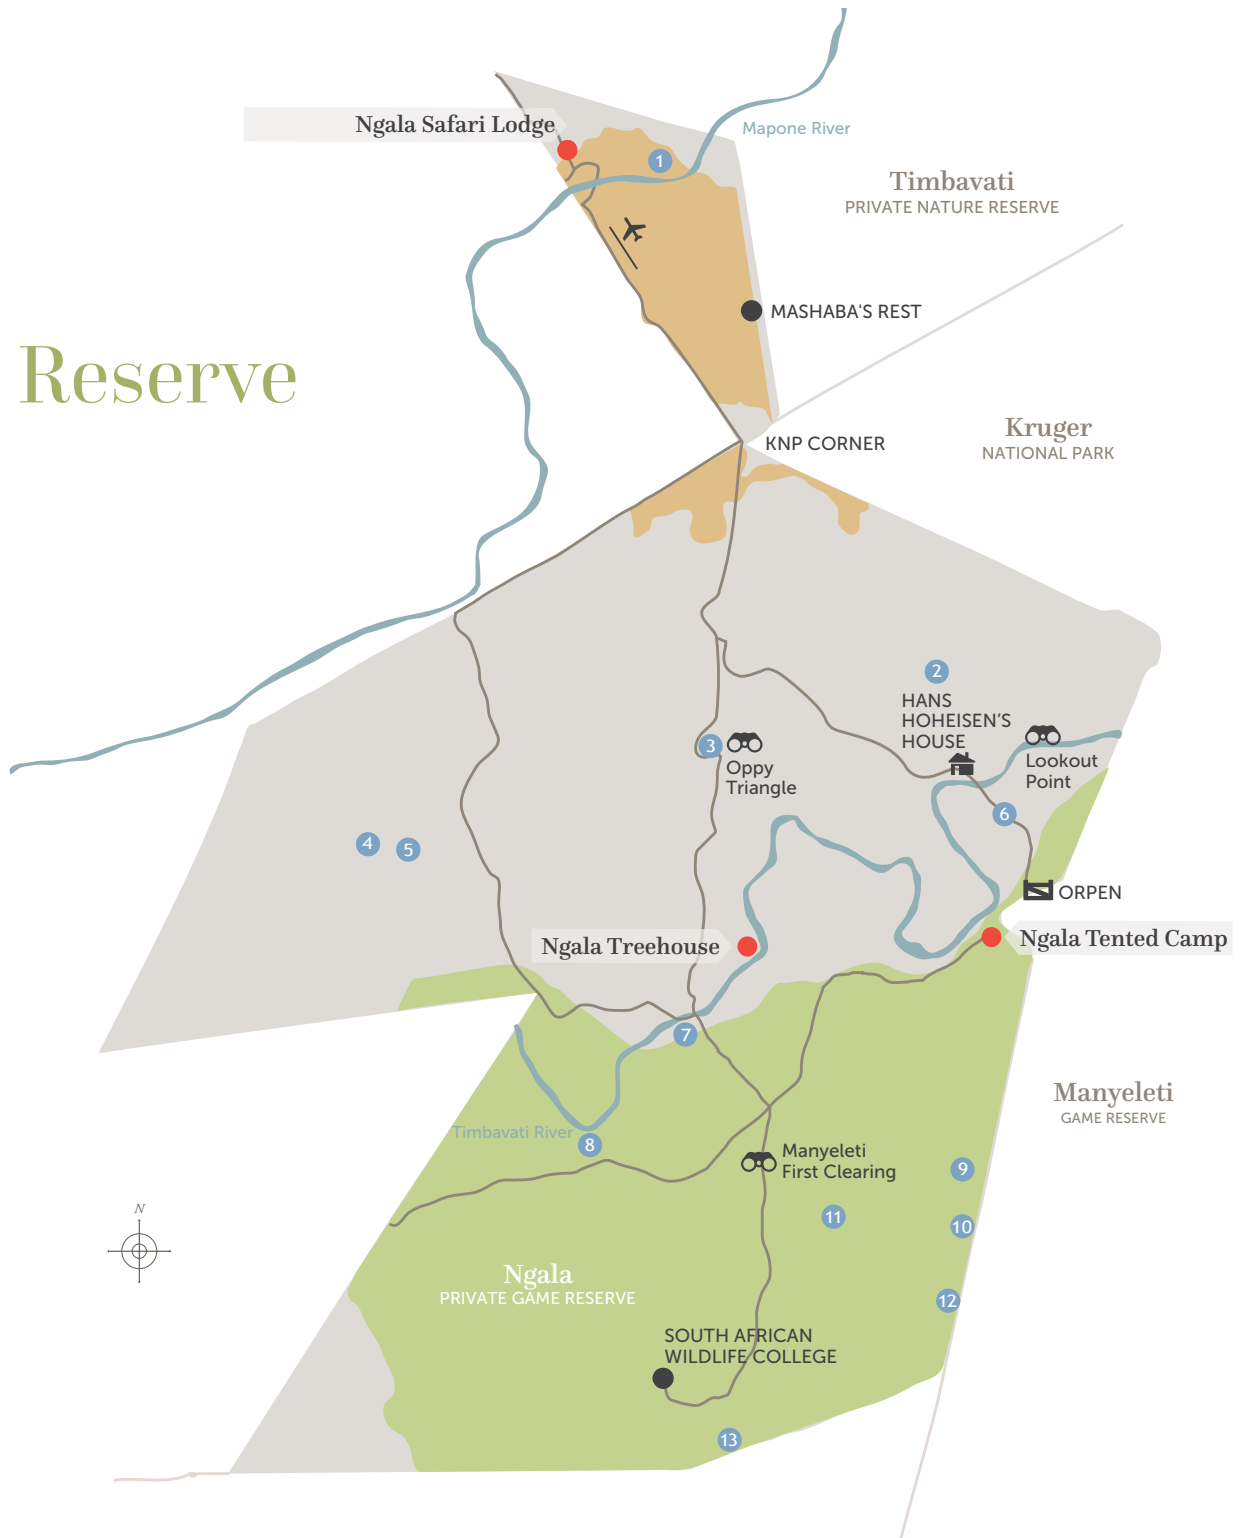 Ngala Safari Lodge
Mapone River
1
Timbavati
PRIVATE NATURE RESERVE
MASHABA'S REST
Reserve
Kruger
NATIONAL PARK
KNP CORNER
2
HANS
HOHEISEN’S
HOUSE
3
Oppy
Triangle
Lookout
Point
6
4
5
ORPEN
Ngala Treehouse
Ngala Tented Camp
7
Manyeleti
GAME RESERVE
Timbavati River
8
Manyeleti
First Clearing
9
11
10
N
Ngala
PRIVATE GAME RESERVE
12
SOUTH AFRICAN
WILDLIFE COLLEGE
13